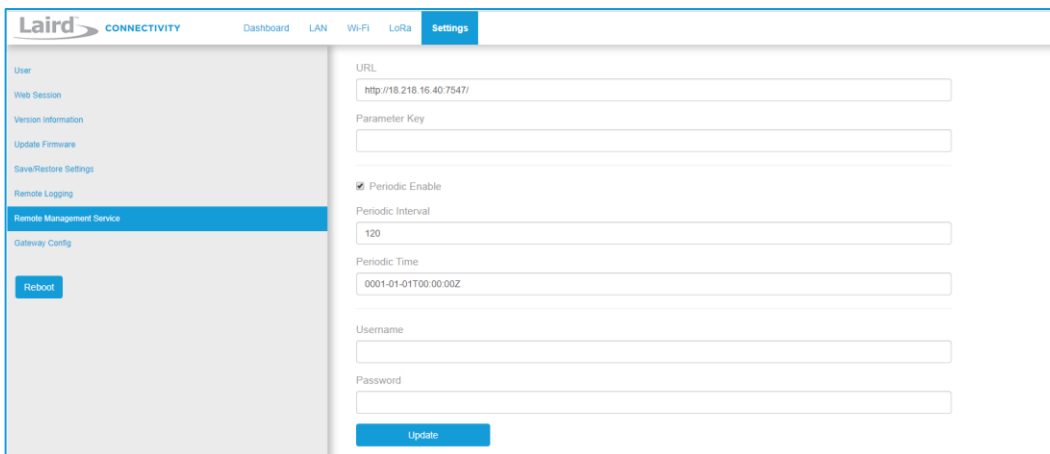 Laird CONNECTIVITY
Dashboard LAN Wi-Fi LoRa Settings
User
Web Session
Version Information
Update Firmware
Save/Restore Settings
Remote Logging
Remote Management Service
Gateway Config
Reboot
URL
http://18.218.16.40:7547/
Parameter Key
Periodic Enable
Periodic Interval
120
Periodic Time
0001-01-01T00:00:00Z
Username
Password
Update